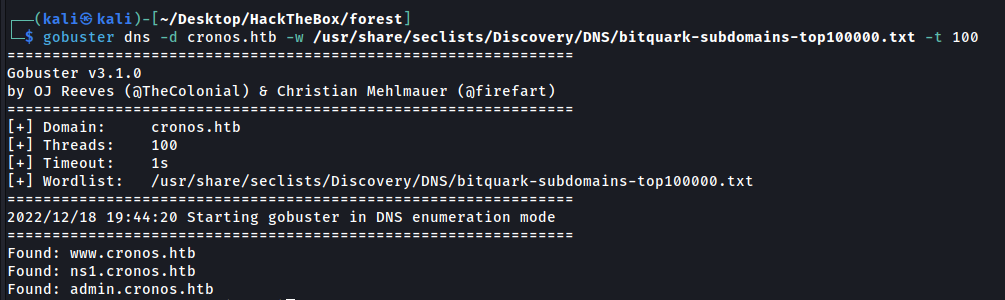 ┌──(kali㉿kali)-[~/Desktop/HackTheBox/forest]
└─$ gobuster dns -d cronos.htb -w /usr/share/seclists/Discovery/DNS/bitquark-subdomains-top100000.txt -t 100
===============================================================
Gobuster v3.1.0
by OJ Reeves (@TheColonial) & Christian Mehlmauer (@firefart)
===============================================================
[+] Domain:     cronos.htb
[+] Threads:    100
[+] Timeout:    1s
[+] Wordlist:   /usr/share/seclists/Discovery/DNS/bitquark-subdomains-top100000.txt
===============================================================
2022/12/18 19:44:20 Starting gobuster in DNS enumeration mode
===============================================================
Found: www.cronos.htb
Found: ns1.cronos.htb
Found: admin.cronos.htb